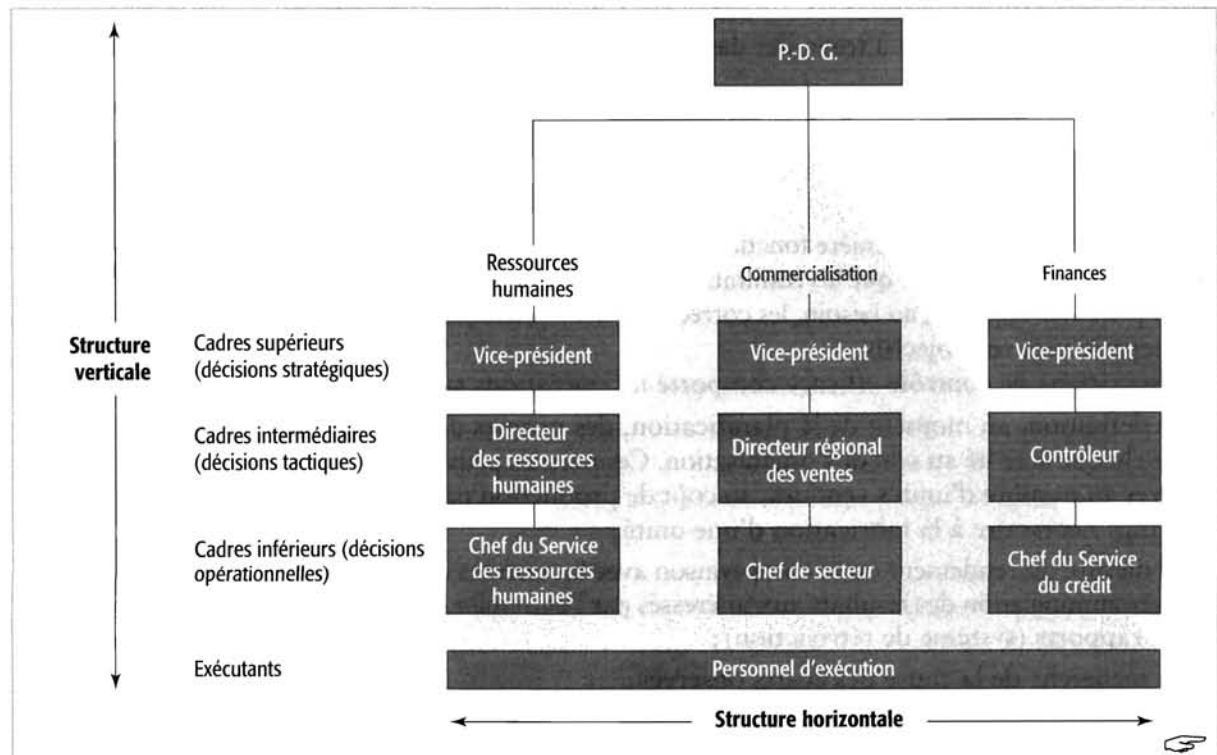 P.-D. G.
Ressources
humaines
Commercialisation
Finances
Structure
verticale
Cadres supérieurs
(décisions stratégiques)
Vice-président
Vice-président
Vice-président
Cadres intermédiaires
(décisions tactiques)
Directeur
des ressources
humaines
Directeur régional
des ventes
Contrôleur
Cadres inférieurs (décisions
opérationnelles)
Chef du Service
des ressources
humaines
Chef de secteur
Chef du Service
du crédit
Exécutants
Personnel d'exécution
Structure horizontale